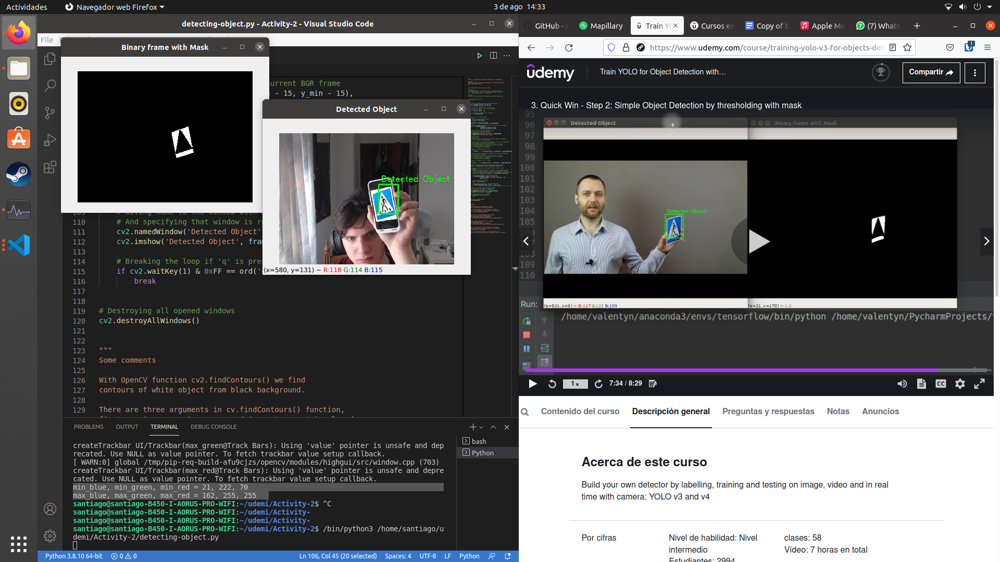 Actividades
Navegador web Firefox
3 de ago 14:33
detecting-object.py - Activity-2 - Visual Studio Code
File
Binary frame with Mask
urrent BGR frame
- 15, y_min - 15),
Detected Object
Detected Object
(x=580, y=131) ~ R:118 G:114 B:115
110
# And specifying that window is re
111
cv2.namedWindow('Detected Object'
112
cv2.imshow('Detected Object', fra
113
114
# Breaking the loop if 'q' is pres
115
if cv2.waitKey(1) & 0xFF == ord('
116
break
117
118
119
# Destroying all opened windows
120
cv2.destroyAllWindows()
121
122
123
"""
124
Some comments
125
126
With OpenCV function cv2.findContours() we find
127
contours of white object from black background.
128
129
There are three arguments in cv.findContours() function,
PROBLEMS OUTPUT TERMINAL DEBUG CONSOLE
createTrackbar UI/Trackbar(max_green@Track Bars): Using 'value' pointer is unsafe and dep
recated. Use NULL as value pointer. To fetch trackbar value setup callback.
[ WARN:0] global /tmp/pip-req-build-afu9cjzs/opencv/modules/highgui/src/window.cpp (703)
createTrackbar UI/Trackbar(max_red@Track Bars): Using 'value' pointer is unsafe and depre
cated. Use NULL as value pointer. To fetch trackbar value setup callback.
min_blue, min_green, min_red = 21, 222, 70
max_blue, max_green, max_red = 162, 255, 255
santiago@santiago-B450-I-AORUS-PRO-WIFI:~/udemi/Activity-2$ ^C
santiago@santiago-B450-I-AORUS-PRO-WIFI:~/udemi/Activity-
santiago@santiago-B450-I-AORUS-PRO-WIFI:~/udemi/Activity-
santiago@santiago-B450-I-AORUS-PRO-WIFI:~/udemi/Activity-2$ /bin/python3 /home/santiago/u
demi/Activity-2/detecting-object.py
bash
Python
Python 3.8.10 64-bit
0 0
Ln 106, Col 45 (20 selected)
Spaces: 4
UTF-8
LF
Python
GitHub - a
Mapillary
Train YO
Cursos en
Copy of b
Apple Mu
(7) Whats
https://www.udemy.com/course/training-yolo-v3-for-objects-det
1
udemy
Train YOLO for Object Detection with…
Compartir
3. Quick Win - Step 2: Simple Object Detection by thresholding with mask
95
96
97
98
99
100
101
102
103
104
105
106
107
108
109
110
Detected Object
Binary frame with Mask
Detected Object
(x=531, y=6) ~ R:117 G:121 B:109
(x=31, y=170) ~ L:0
Run:
/home/valentyn/anaconda3/envs/tensorflow/bin/python /home/valentyn/PycharmProjects/
1x
7:34 / 8:29
CC
Contenido del curso
Descripción general
Preguntas y respuestas
Notas
Anuncios
Acerca de este curso
Build your own detector by labelling, training and testing on image, video and in real
time with camera: YOLO v3 and v4
Por cifras
Nivel de habilidad: Nivel
intermedio
Estudiantes: 2994
clases: 58
Vídeo: 7 horas en total